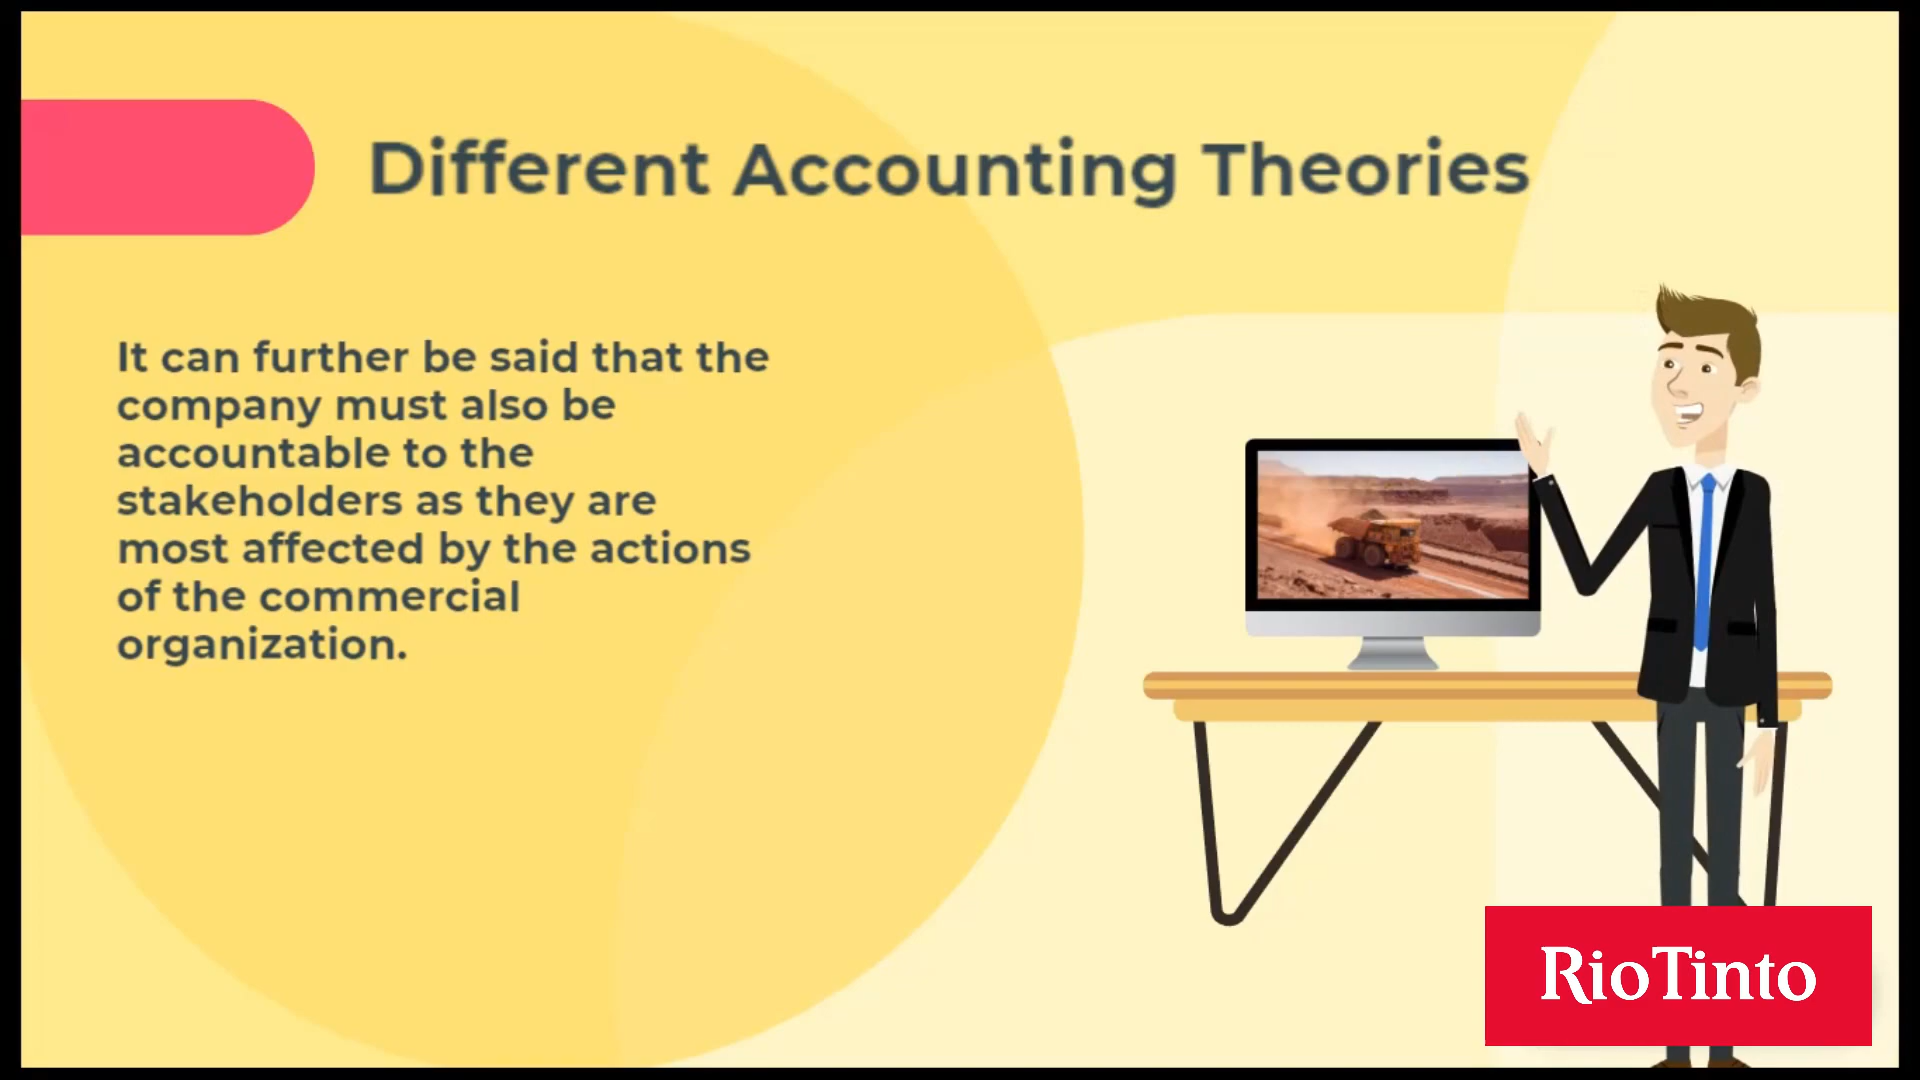 Different Accounting Theories
It can further be said that the
company must also be
accountable to the
stakeholders as they are
most affected by the actions
of the commercial
organization.
RioTinto